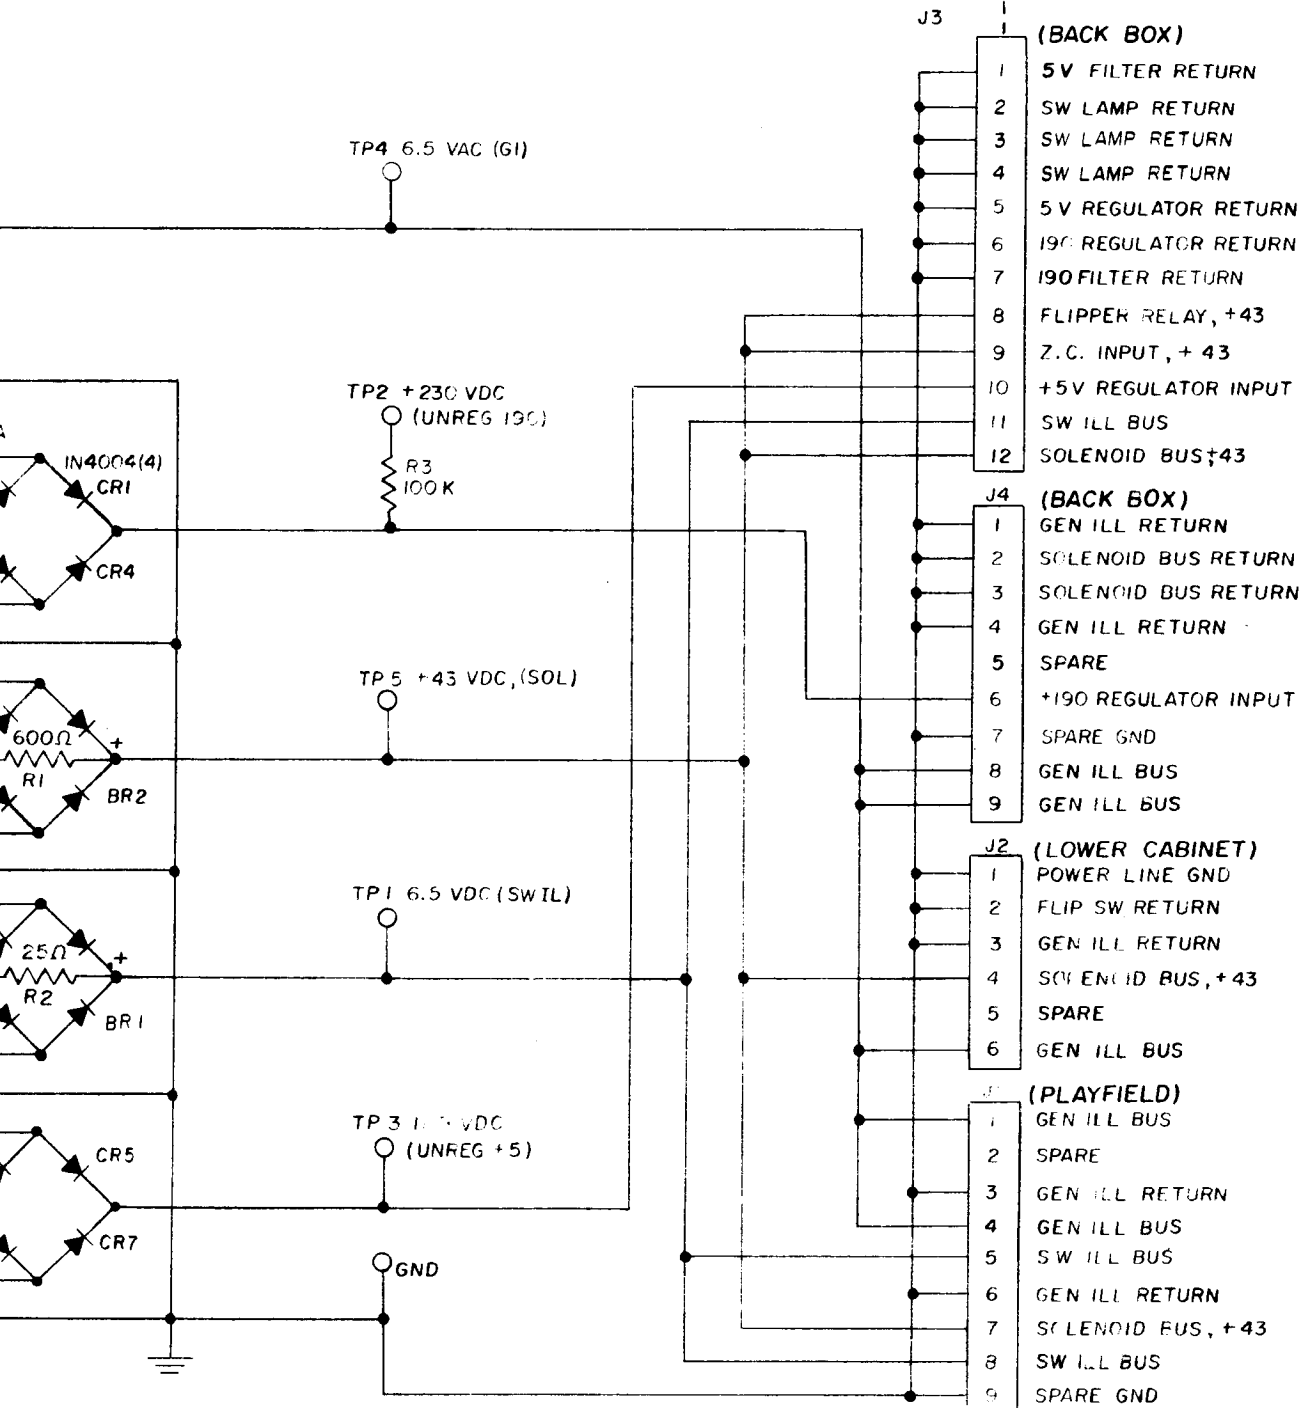 J3
(BACK BOX)
1 5V FILTER RETURN
2 SW LAMP RETURN
3 SW LAMP RETURN
4 SW LAMP RETURN
5 5V REGULATOR RETURN
6 190 REGULATOR RETURN
7 190 FILTER RETURN
8 FLIPPER RELAY, +43
9 Z.C. INPUT, +43
10 +5V REGULATOR INPUT
11 SW ILL BUS
12 SOLENOID BUS, +43
TP4 6.5 VAC (GI)
TP2 +230 VDC
(UNREG 190)
R3
100K
IN4004(4)
CR1
CR4
J4 (BACK BOX)
1 GEN ILL RETURN
2 SOLENOID BUS RETURN
3 SOLENOID BUS RETURN
4 GEN ILL RETURN
5 SPARE
6 +190 REGULATOR INPUT
7 SPARE GND
8 GEN ILL BUS
9 GEN ILL BUS
TP5 +43 VDC, (SOL)
600Ω
+
R1
BR2
J2 (LOWER CABINET)
1 POWER LINE GND
2 FLIP SW RETURN
3 GEN ILL RETURN
4 SOLENOID BUS, +43
5 SPARE
6 GEN ILL BUS
TP1 6.5 VDC (SWIL)
25Ω
+
R2
BR1
(PLAYFIELD)
1 GEN ILL BUS
2 SPARE
3 GEN ILL RETURN
4 GEN ILL BUS
5 SW ILL BUS
6 GEN ILL RETURN
7 SOLENOID BUS, +43
8 SW ILL BUS
9 SPARE GND
TP3 VDC
(UNREG +5)
CR5
CR7
GND